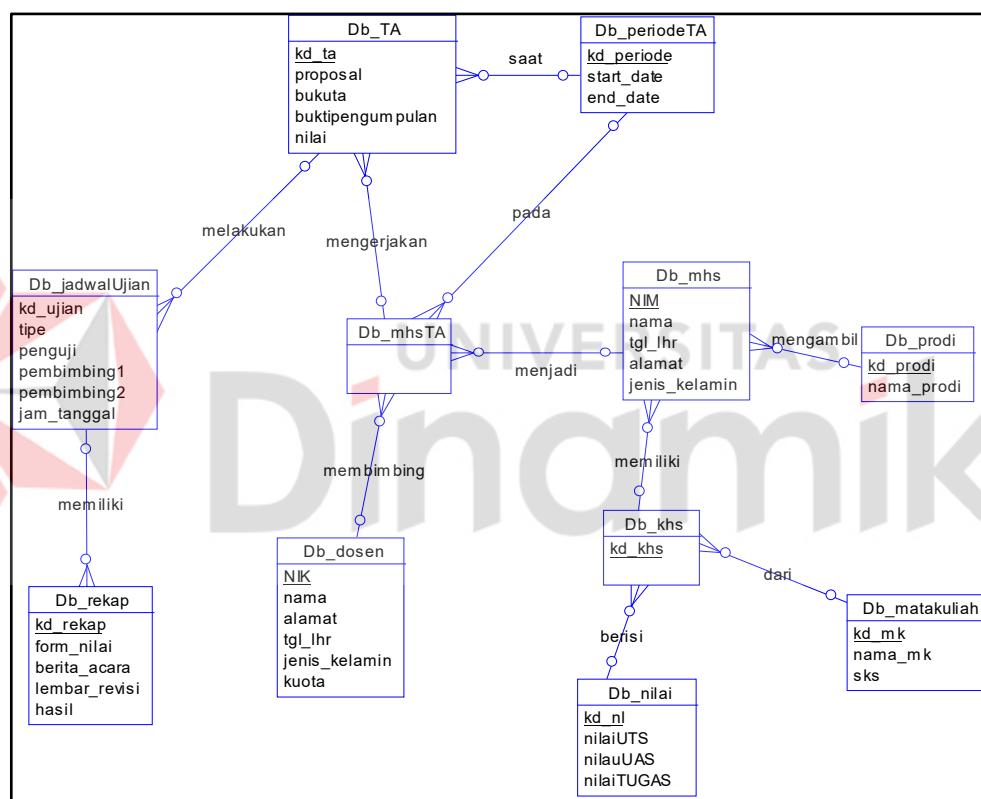 Db_TA
kd_ta
proposal
bukuta
buktipengumpulan
nilai
saat
Db_periodeTA
kd_periode
start_date
end_date
melakukan
mengerjakan
pada
Db_jadwalUjian
kd_ujian
tipe
penguji
pembimbing1
pembimbing2
jam_tanggal
Db_mhsTA
menjadi
Db_mhs
NIM
nama
tgl_lhr
alamat
jenis_kelamin
mengambil
Db_prodi
kd_prodi
nama_prodi
UNIVERSITAS
Dinamik
memiliki
membimbing
memiliki
Db_rekap
kd_rekap
form_nilai
berita_acara
lembar_revisi
hasil
Db_dosen
NIK
nama
alamat
tgl_lhr
jenis_kelamin
kuota
Db_khs
kd_khs
dari
berisi
Db_matakuliah
kd_mk
nama_mk
sks
Db_nilai
kd_nl
nilaiUTS
nilauUAS
nilaiTUGAS